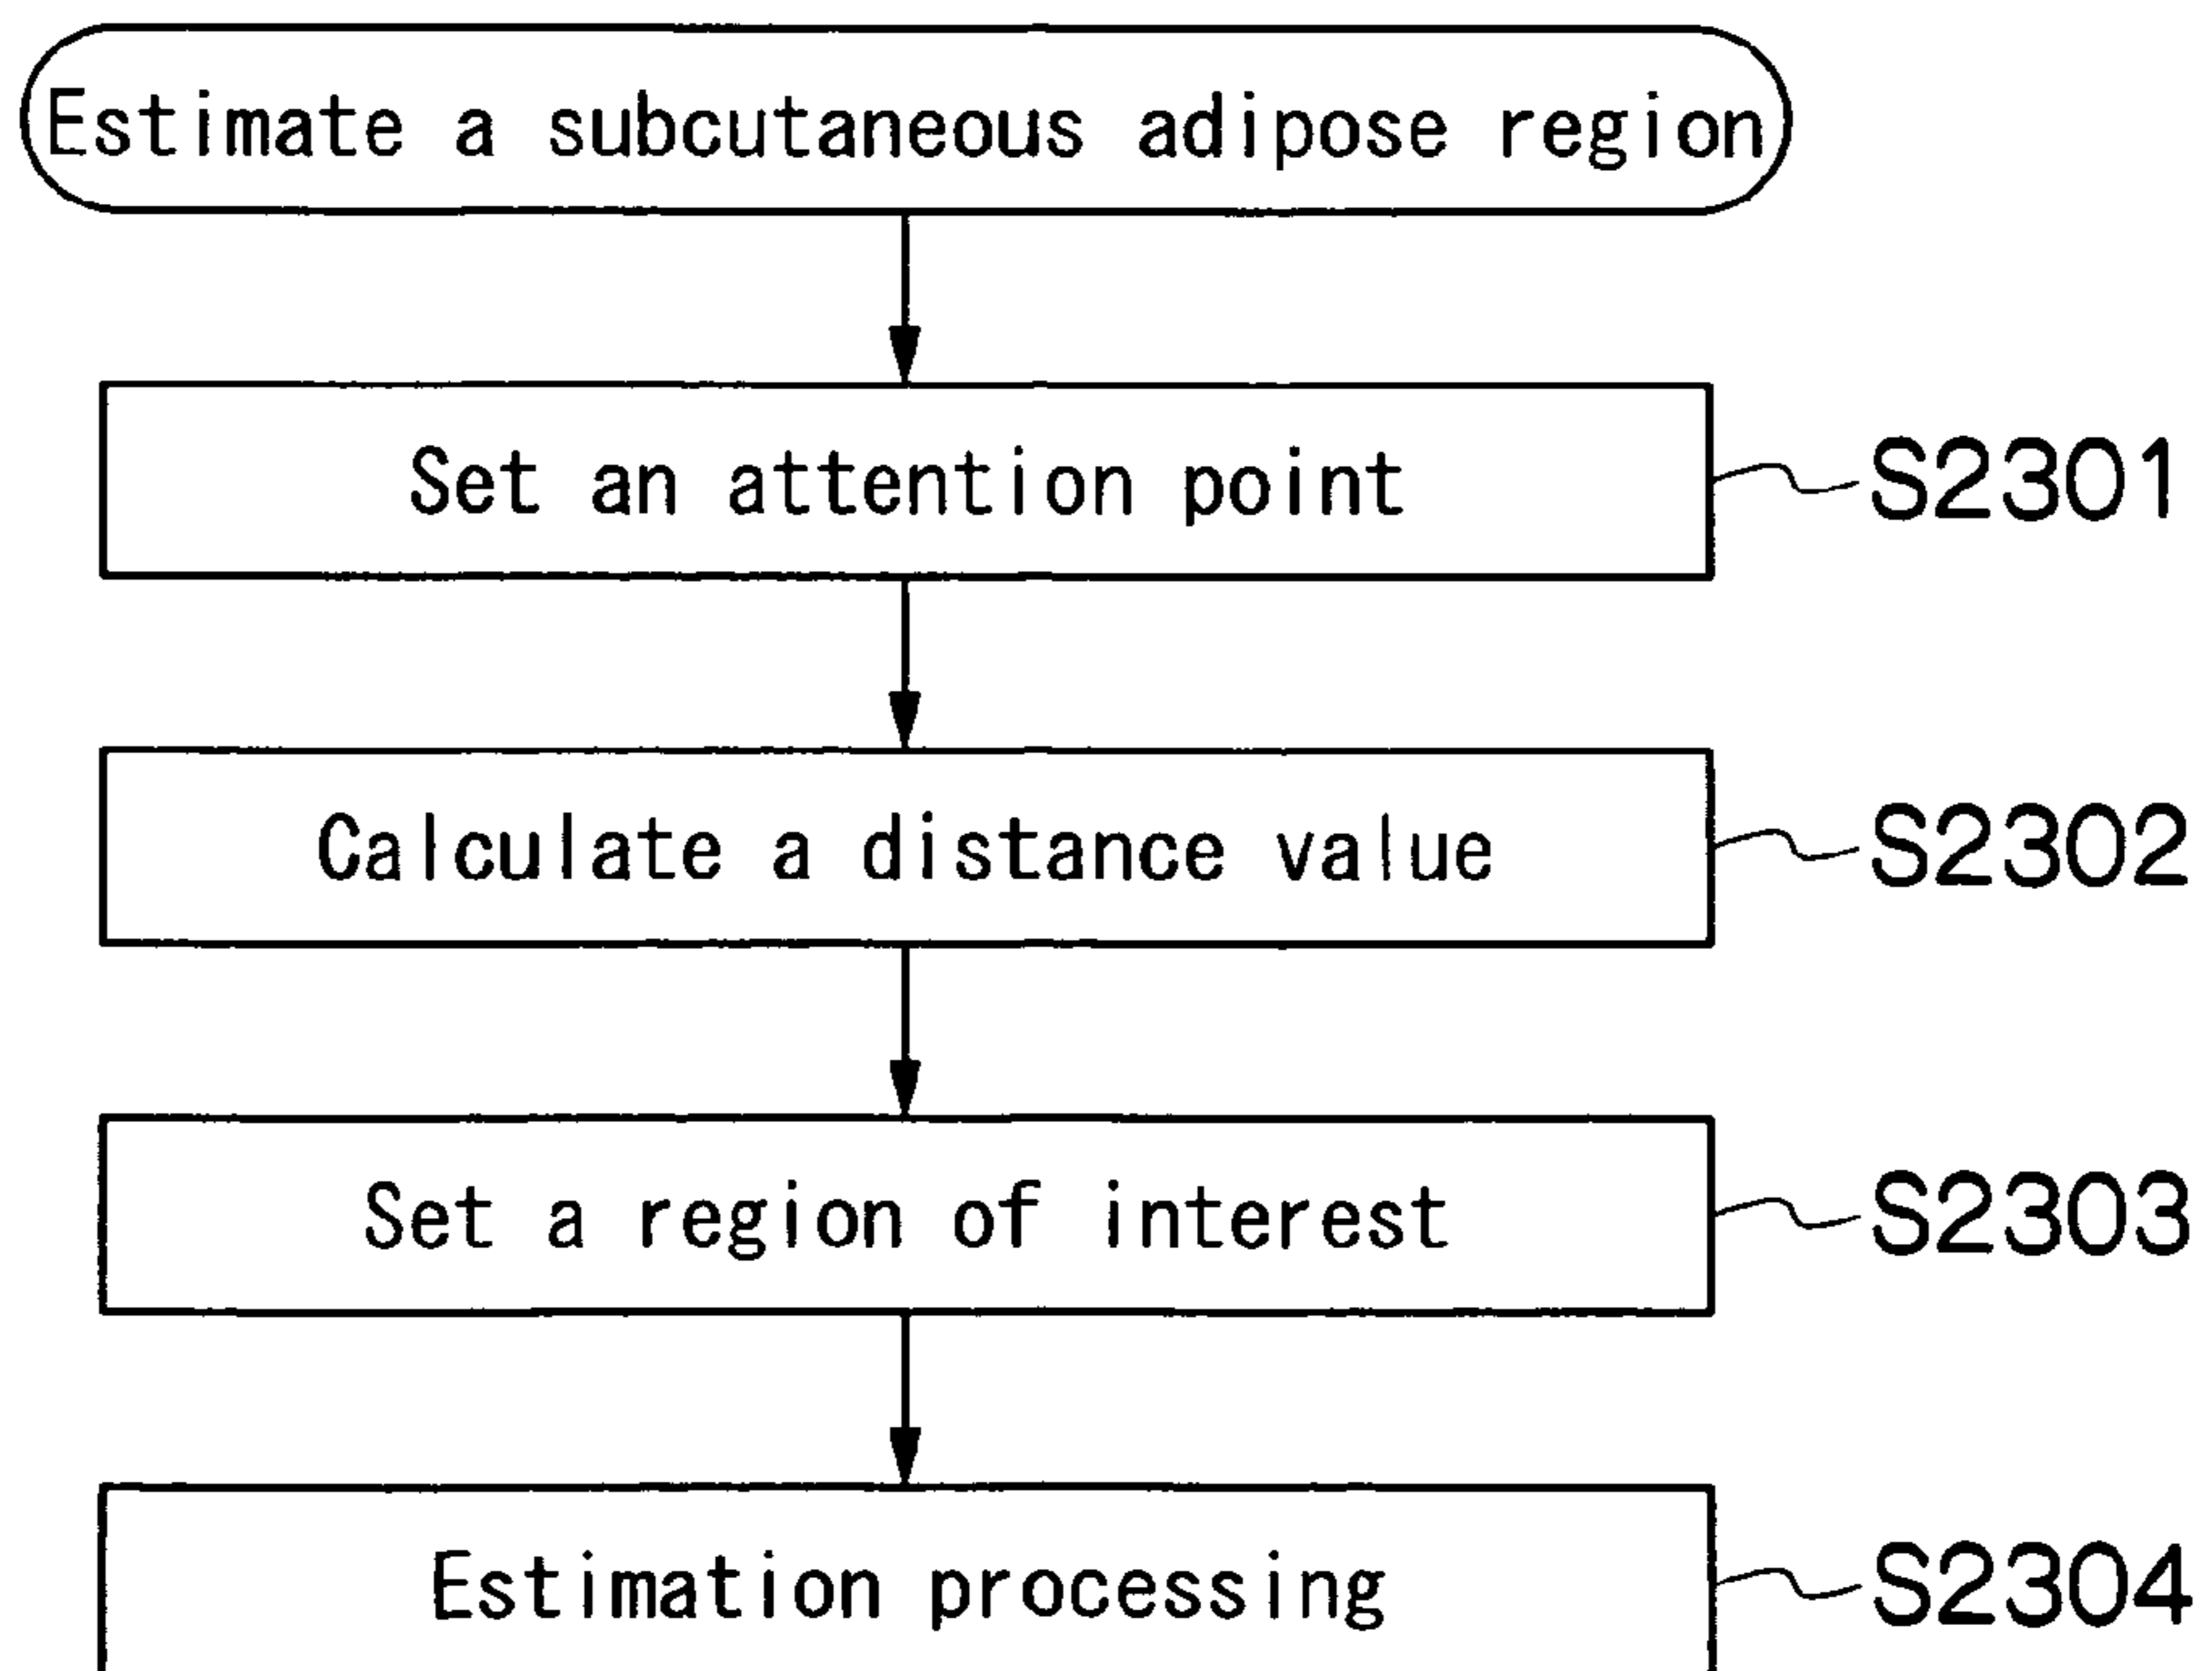 Estimate a subcutaneous adipose region
Set an attention point
S2301
Calculate a distance value
S2302
Set a region of interest
S2303
Estimation processing
S2304